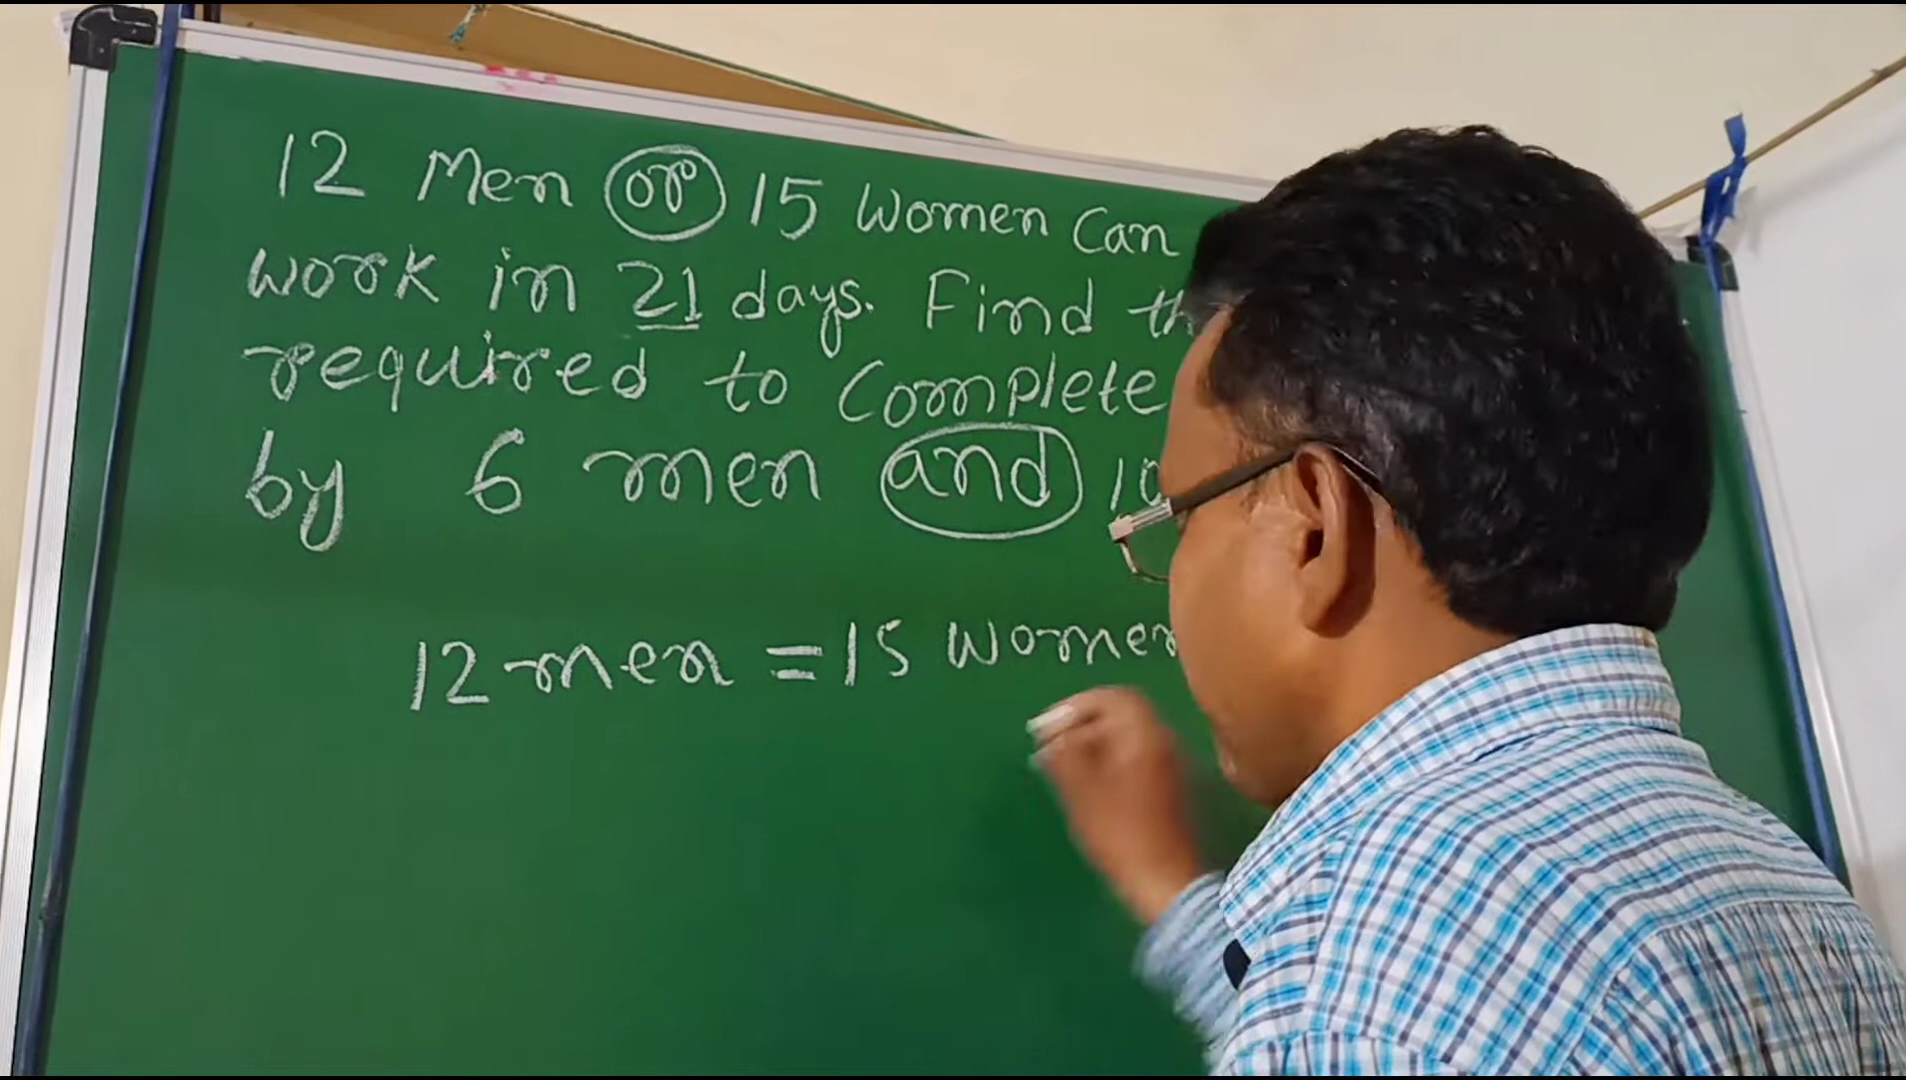 12 Men or 15 Women Can
work in 21 days. Find
required to Complete
by 6 men and 10
12 men = 15 women